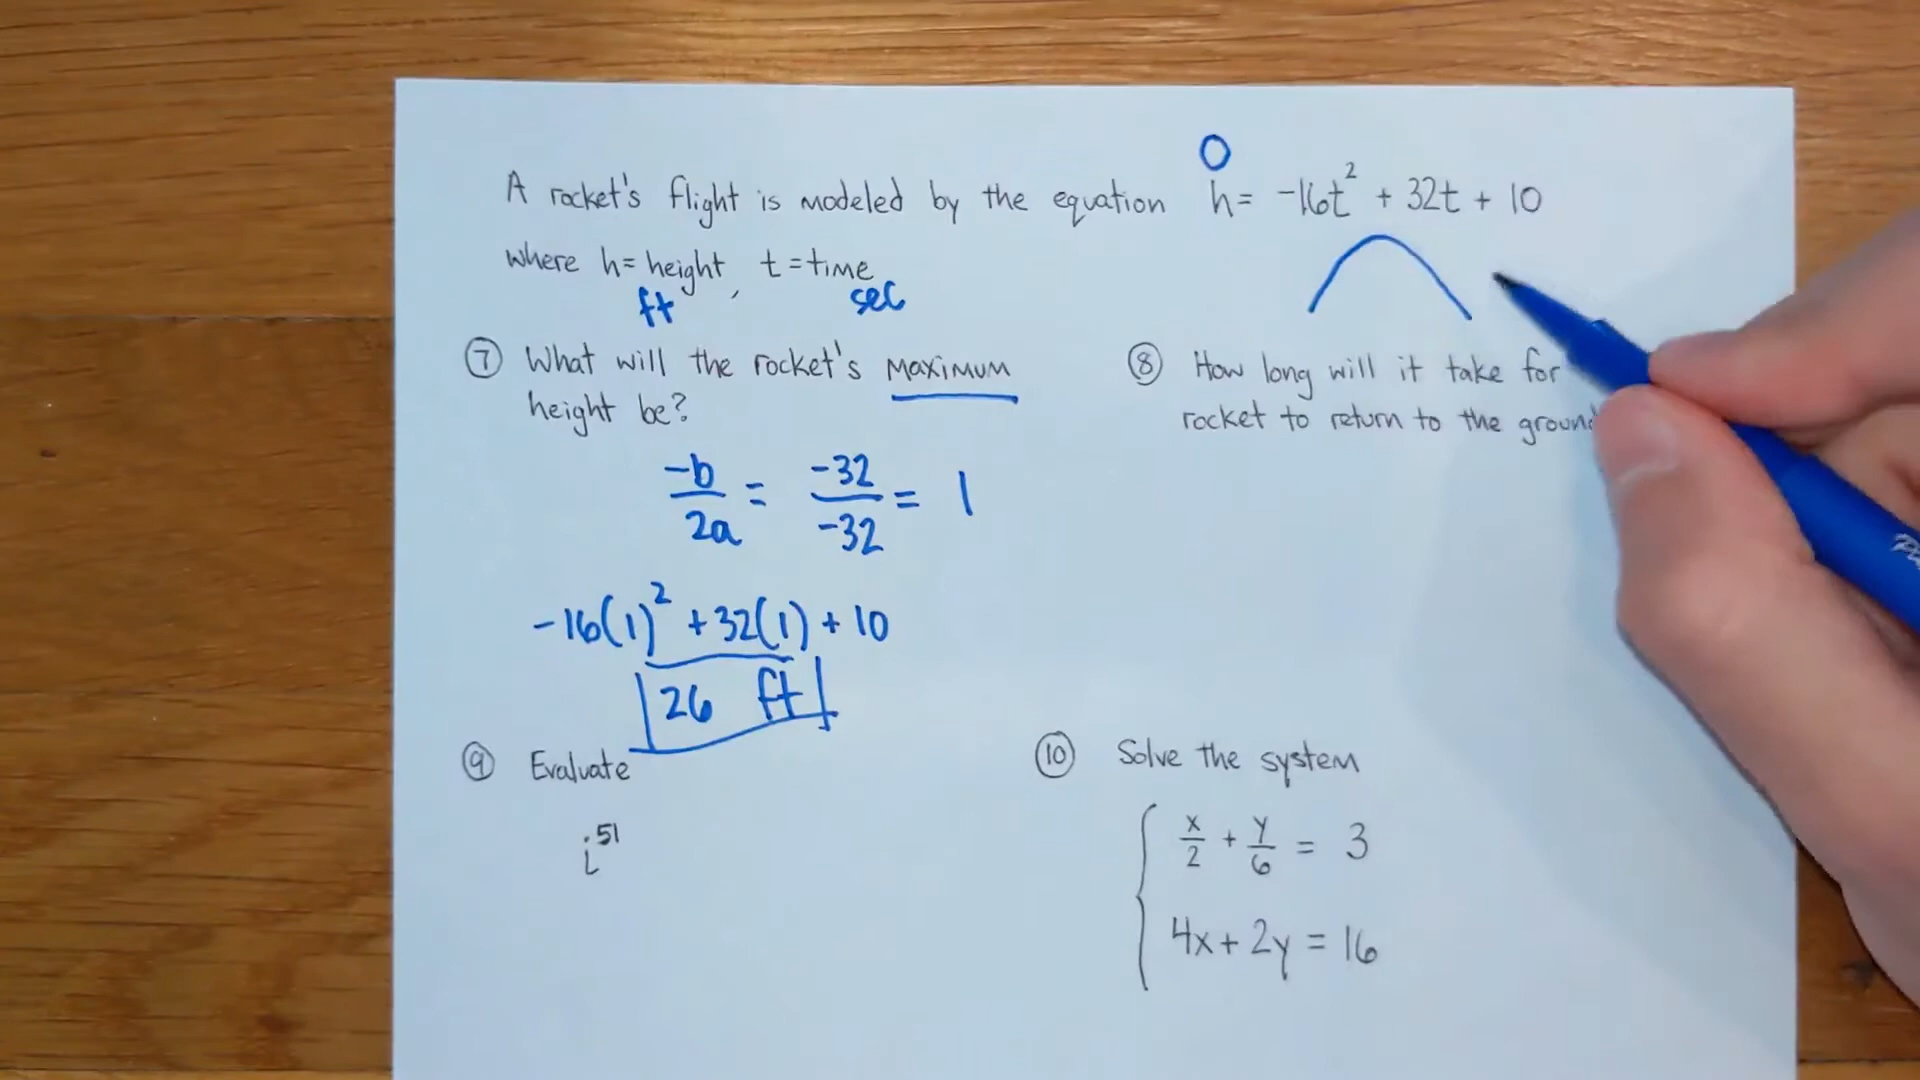 0
A rocket's flight is modeled by the equation h = -16t² + 32t + 10
where h = height, t = time
ft sec
⑦ What will the rocket's maximum
height be?
-b/2a = -32/-32 = 1
-16(1)² + 32(1) + 10
26 ft
⑧ How long will it take for
rocket to return to the ground
⑨ Evaluate
i⁵¹
⑩ Solve the system
x/2 + y/6 = 3
4x + 2y = 16